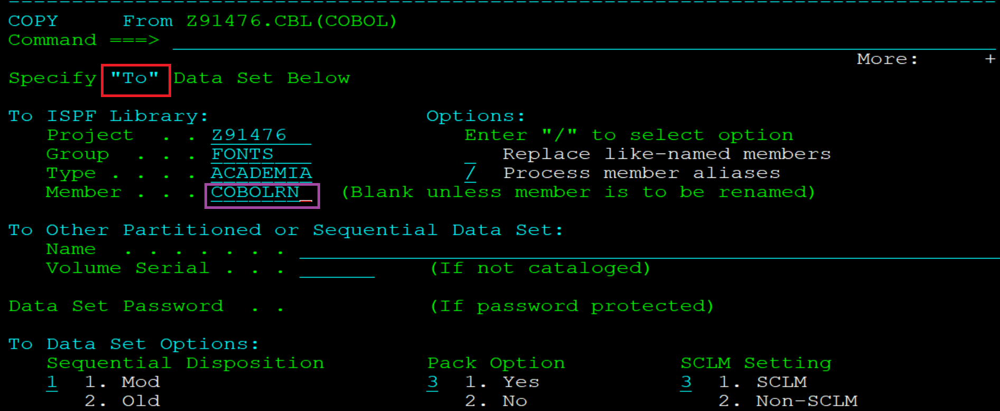 COPY From Z91476.CBL(COBOL)
Command ===>
More: +
Specify "To" Data Set Below
To ISPF Library: Options:
Project . . Z91476 Enter "/" to select option
Group . . . FONTS Replace like-named members
Type . . . . ACADEMIA / Process member aliases
Member . . . COBOLRN_ (Blank unless member is to be renamed)
To Other Partitioned or Sequential Data Set:
Name . . . . . . .
Volume Serial . . . (If not cataloged)
Data Set Password . . (If password protected)
To Data Set Options:
Sequential Disposition Pack Option SCLM Setting
1 1. Mod 3 1. Yes 3 1. SCLM
2. Old 2. No 2. Non-SCLM